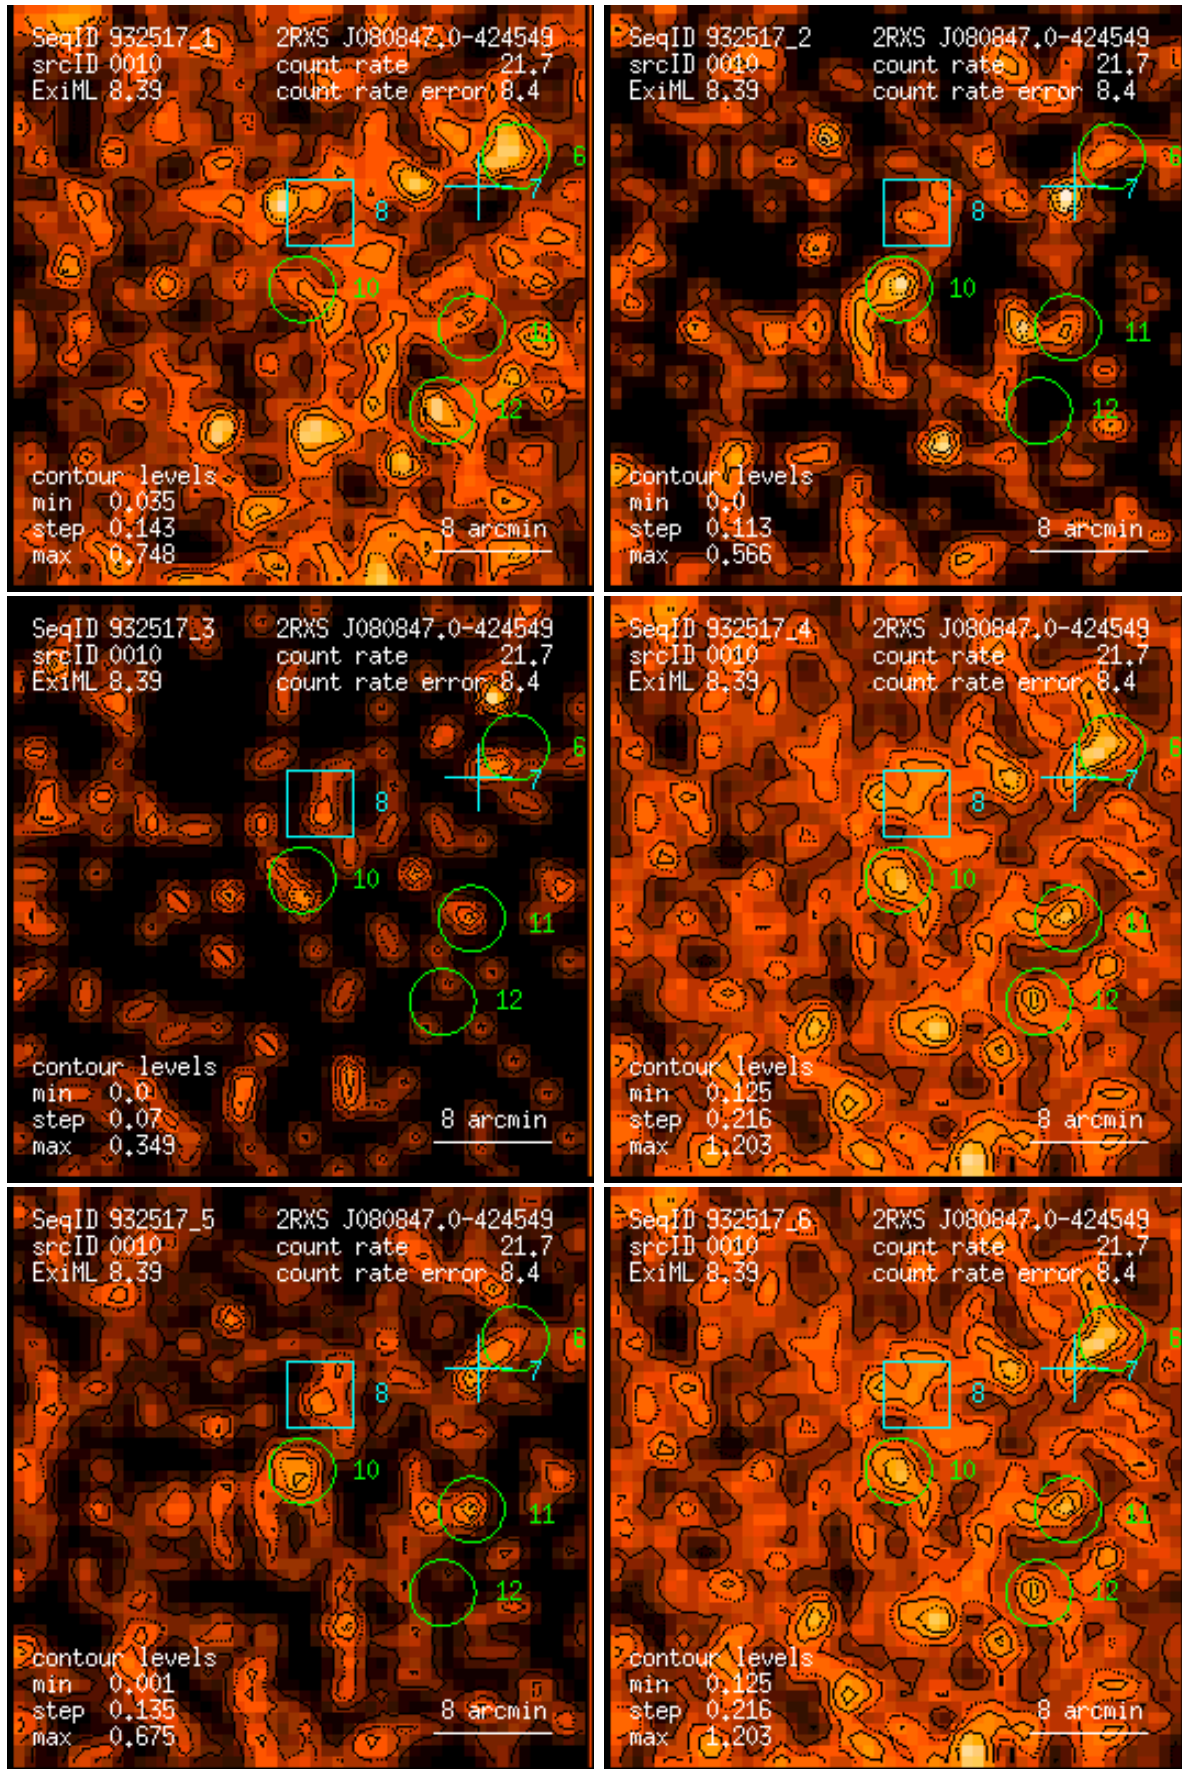 SeqID 932517_1 2RXS J080847.0-424549
srcID 0010 count rate 21.7
ExiML 8.39 count rate error 8.4
6
7
8
10
11
12
contour levels
min 0.035
step 0.143 8 arcmin
max 0.748
SeqID 932517_2 2RXS J080847.0-424549
srcID 0010 count rate 21.7
ExiML 8.39 count rate error 8.4
6
7
8
10
11
12
contour levels
min 0.0
step 0.113 8 arcmin
max 0.566
SeqID 932517_3 2RXS J080847.0-424549
srcID 0010 count rate 21.7
ExiML 8.39 count rate error 8.4
6
7
8
10
11
12
contour levels
min 0.0
step 0.07 8 arcmin
max 0.349
SeqID 932517_4 2RXS J080847.0-424549
srcID 0010 count rate 21.7
ExiML 8.39 count rate error 8.4
6
7
8
10
11
12
contour levels
min 0.125
step 0.216 8 arcmin
max 1.203
SeqID 932517_5 2RXS J080847.0-424549
srcID 0010 count rate 21.7
ExiML 8.39 count rate error 8.4
6
7
8
10
11
12
contour levels
min 0.001
step 0.135 8 arcmin
max 0.675
SeqID 932517_6 2RXS J080847.0-424549
srcID 0010 count rate 21.7
ExiML 8.39 count rate error 8.4
6
7
8
10
11
12
contour levels
min 0.125
step 0.216 8 arcmin
max 1.203